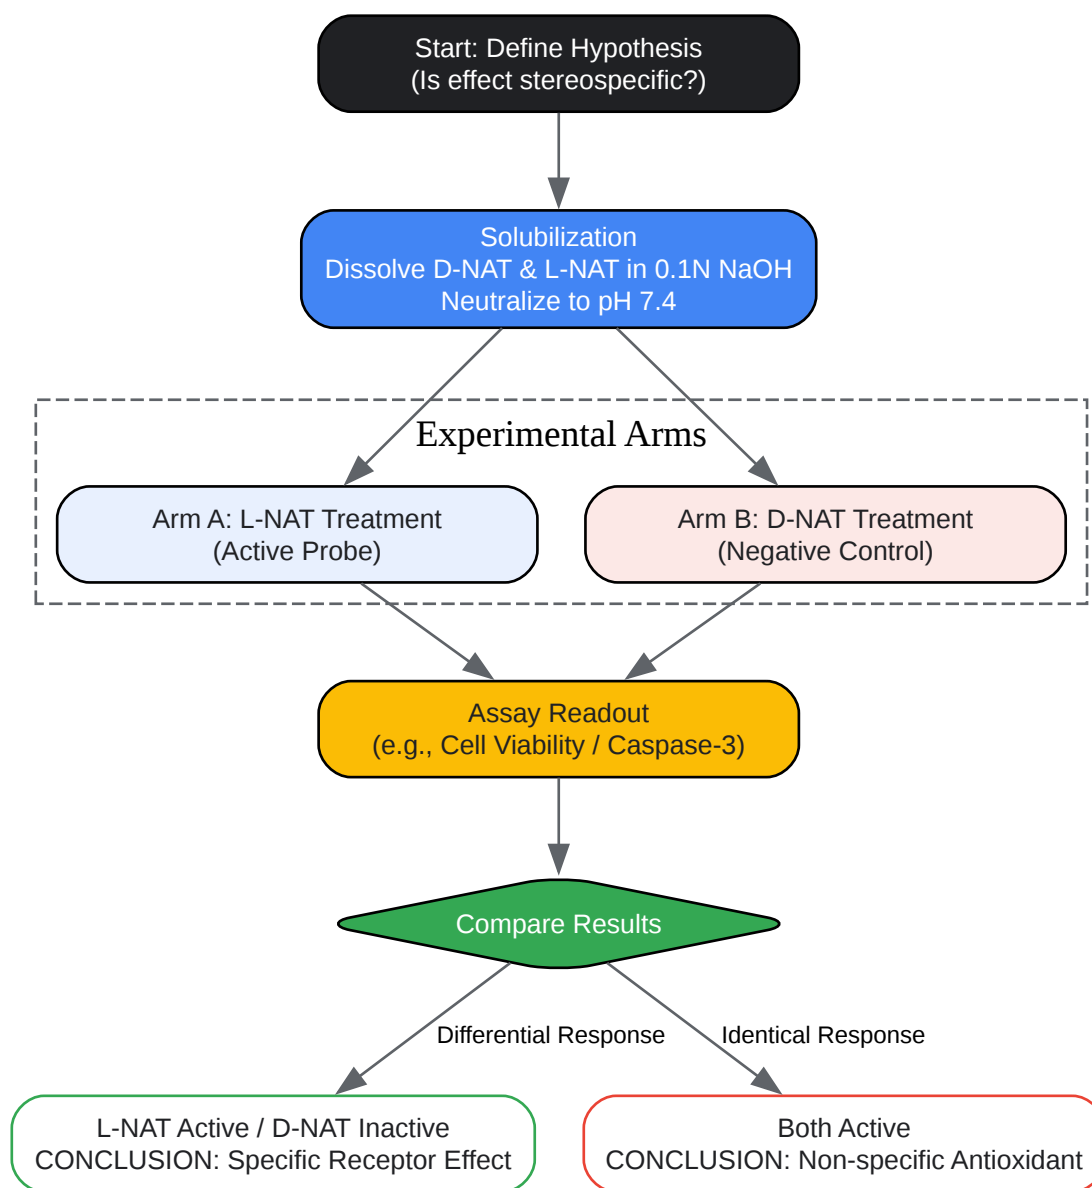 Start: Define Hypothesis
(Is effect stereospecific?)
Solubilization
Dissolve D-NAT & L-NAT in 0.1N NaOH
Neutralize to pH 7.4
Experimental Arms
Arm A: L-NAT Treatment
(Active Probe)
Arm B: D-NAT Treatment
(Negative Control)
Assay Readout
(e.g., Cell Viability / Caspase-3)
Compare Results
Differential Response
Identical Response
L-NAT Active / D-NAT Inactive
CONCLUSION: Specific Receptor Effect
Both Active
CONCLUSION: Non-specific Antioxidant